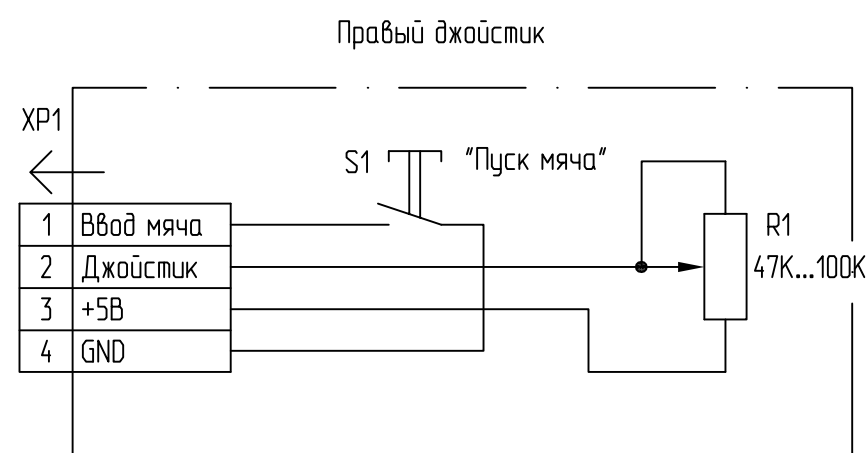 Правый джойстик
XP1
S1 "Пуск мяча"
1 Ввод мяча
2 Джойстик
3 +5В
4 GND
R1
47K...100K